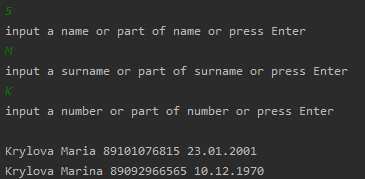 5
input a name or part of name or press Enter
M
input a surname or part of surname or press Enter
K
input a number or part of number or press Enter
Krylova Maria 89101076815 23.01.2001
Krylova Marina 89092966565 10.12.1970